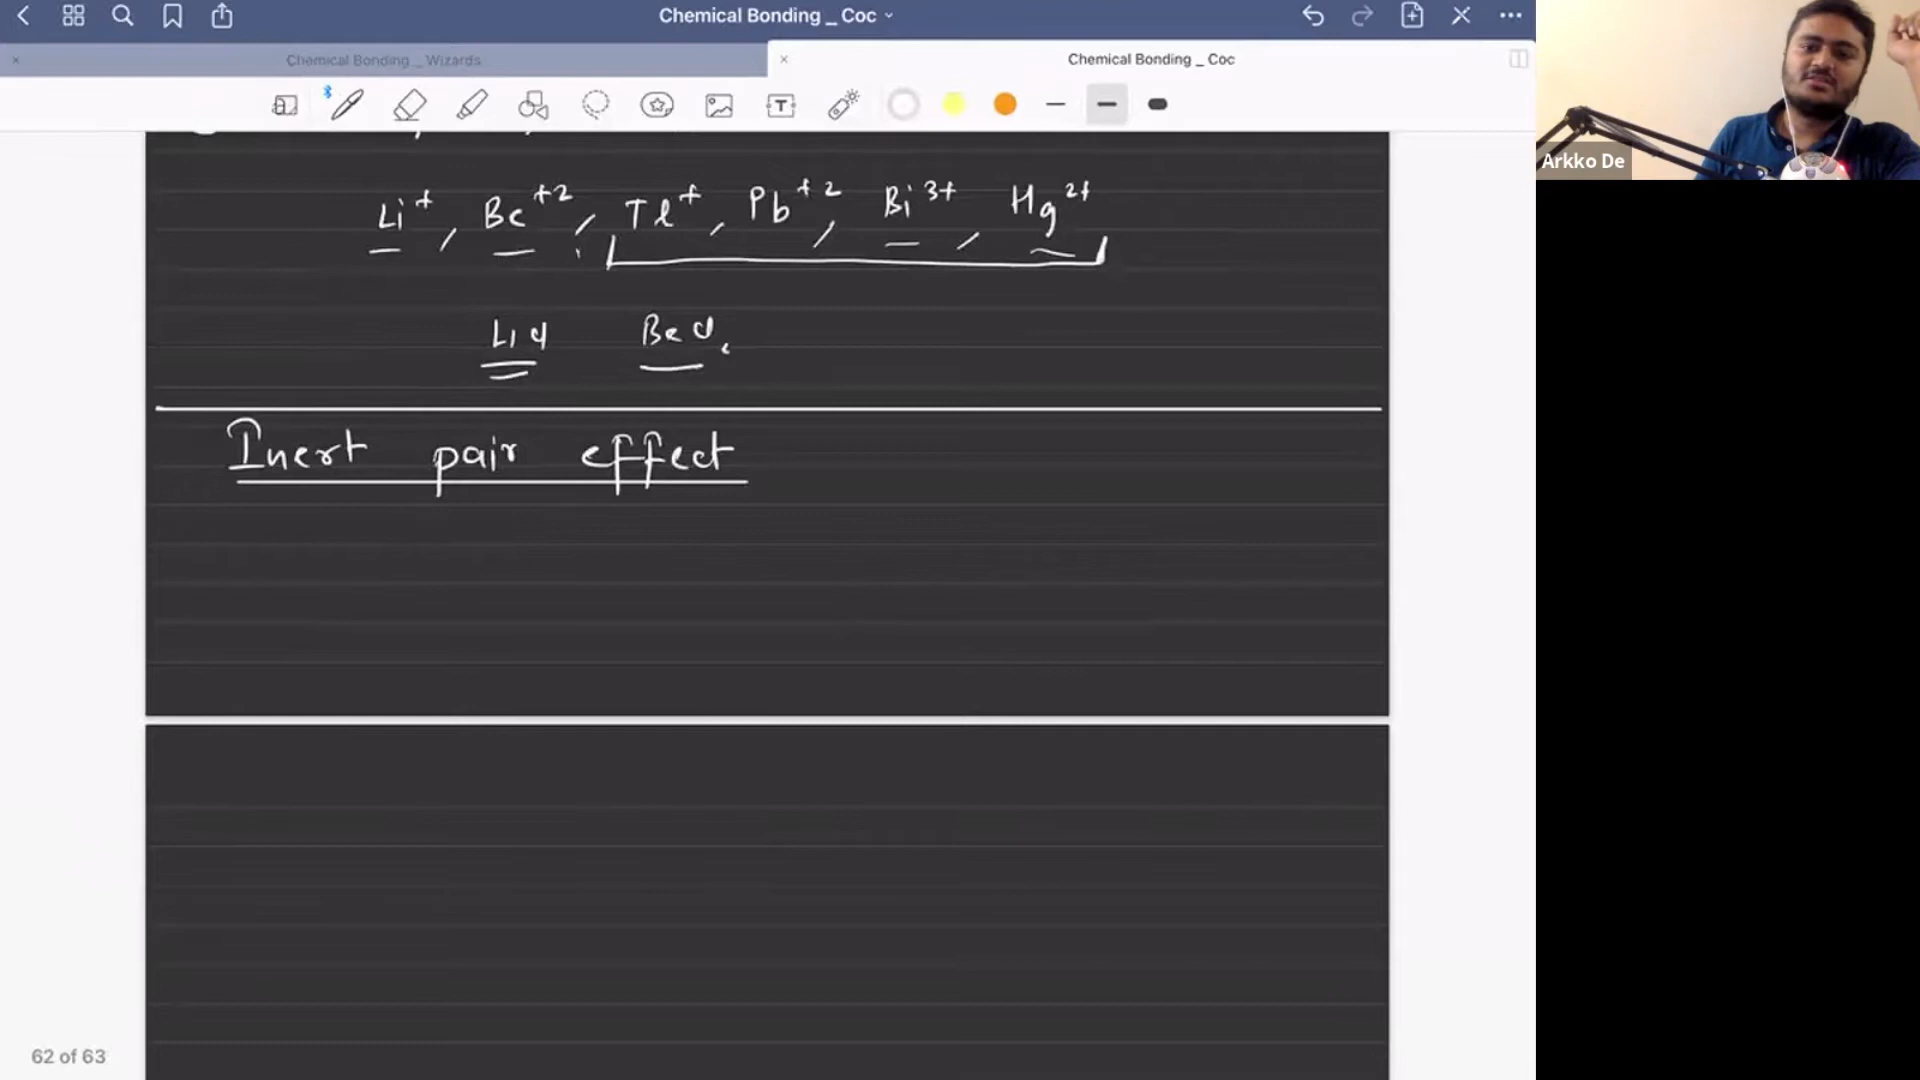 Chemical Bonding _ Coc
Chemical Bonding _ Wizards
Chemical Bonding _ Coc
Arkko De
Li⁺, Be⁺², Tl⁺, Pb⁺², Bi³⁺, Hg²⁺
LiCl BeCl₂
Inert pair effect
62 of 63